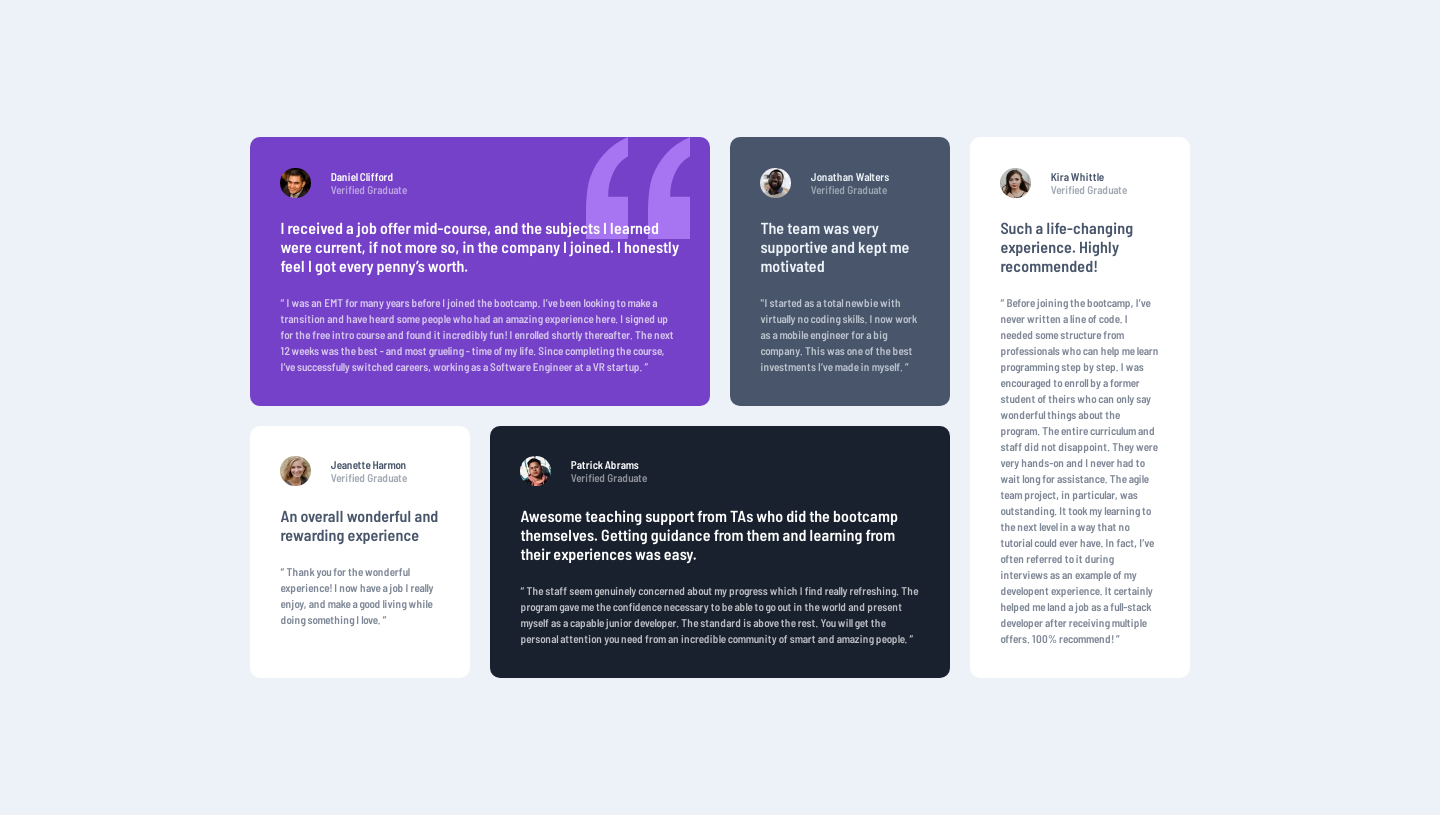 Daniel Clifford
Verified Graduate
I received a job offer mid-course, and the subjects I learned
were current, if not more so, in the company I joined. I honestly
feel I got every penny’s worth.
“ I was an EMT for many years before I joined the bootcamp. I’ve been looking to make a
transition and have heard some people who had an amazing experience here. I signed up
for the free intro course and found it incredibly fun! I enrolled shortly thereafter. The next
12 weeks was the best - and most grueling - time of my life. Since completing the course,
I’ve successfully switched careers, working as a Software Engineer at a VR startup. ”
Jonathan Walters
Verified Graduate
The team was very
supportive and kept me
motivated
"I started as a total newbie with
virtually no coding skills. I now work
as a mobile engineer for a big
company. This was one of the best
investments I’ve made in myself. ”
Kira Whittle
Verified Graduate
Such a life-changing
experience. Highly
recommended!
“ Before joining the bootcamp, I’ve
never written a line of code. I
needed some structure from
professionals who can help me learn
programming step by step. I was
encouraged to enroll by a former
student of theirs who can only say
wonderful things about the
program. The entire curriculum and
staff did not disappoint. They were
very hands-on and I never had to
wait long for assistance. The agile
team project, in particular, was
outstanding. It took my learning to
the next level in a way that no
tutorial could ever have. In fact, I’ve
often referred to it during
interviews as an example of my
developent experience. It certainly
helped me land a job as a full-stack
developer after receiving multiple
offers. 100% recommend! ”
Jeanette Harmon
Verified Graduate
An overall wonderful and
rewarding experience
“ Thank you for the wonderful
experience! I now have a job I really
enjoy, and make a good living while
doing something I love. ”
Patrick Abrams
Verified Graduate
Awesome teaching support from TAs who did the bootcamp
themselves. Getting guidance from them and learning from
their experiences was easy.
“ The staff seem genuinely concerned about my progress which I find really refreshing. The
program gave me the confidence necessary to be able to go out in the world and present
myself as a capable junior developer. The standard is above the rest. You will get the
personal attention you need from an incredible community of smart and amazing people. ”